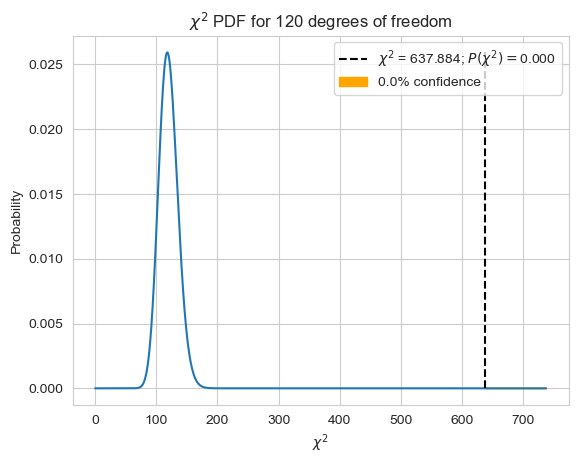 χ² PDF for 120 degrees of freedom
χ² = 637.884; P(χ²) = 0.000
0.0% confidence
0.025
0.020
0.015
0.010
0.005
0.000
Probability
0 100 200 300 400 500 600 700
χ²